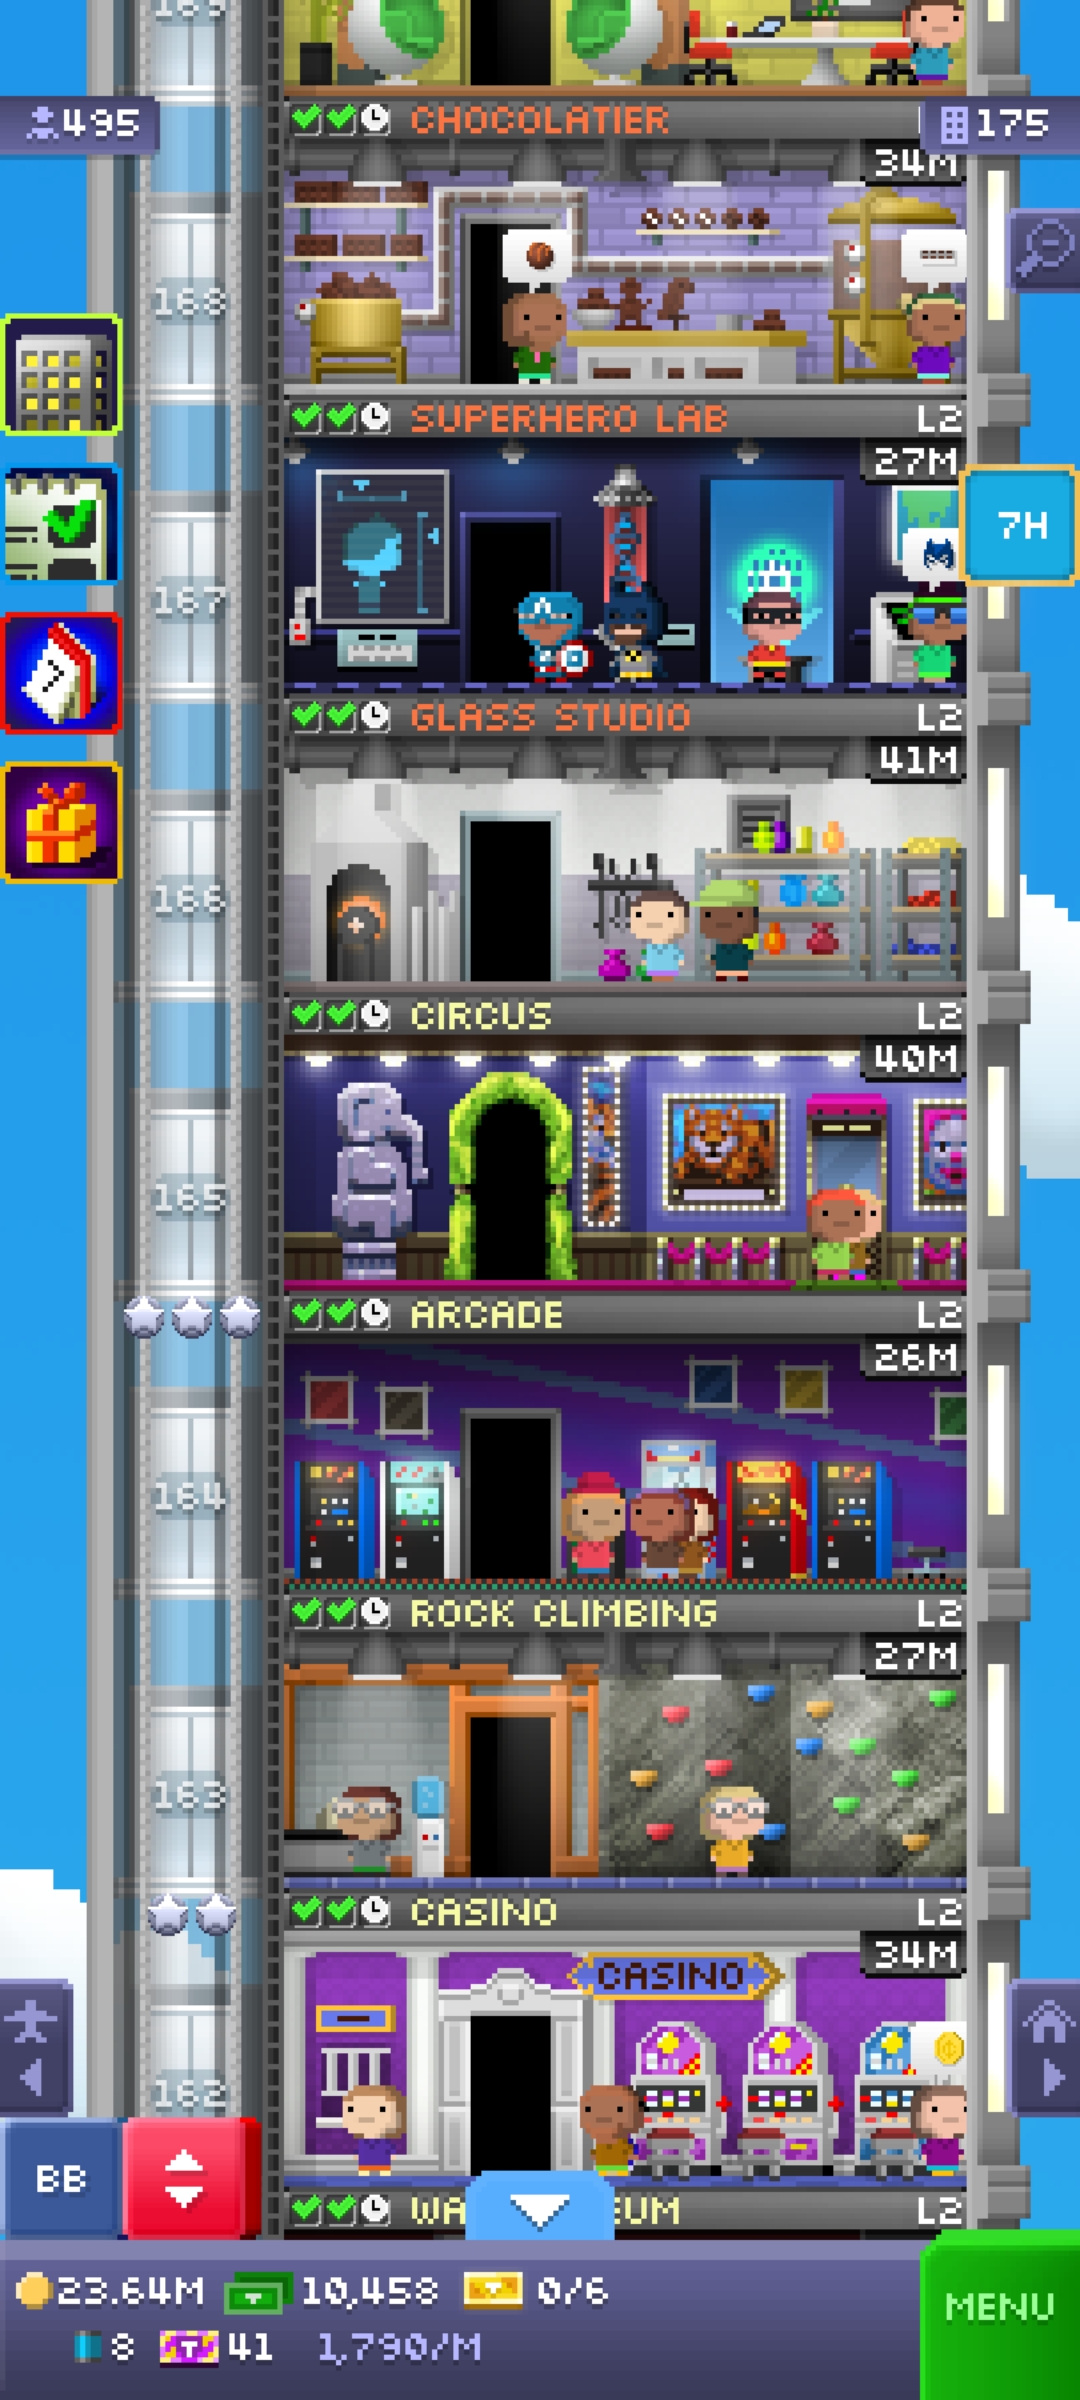 169
495
CHOCOLATIER
175
34M
168
SUPERHERO LAB L2
27M
7H
167
GLASS STUDIO L2
41M
166
CIRCUS L2
40M
165
ARCADE L2
26M
164
ROCK CLIMBING L2
27M
163
CASINO L2
34M
CASINO
162
BB
L2
23.64M 10,458 0/6
MENU
8 41 1,790/M